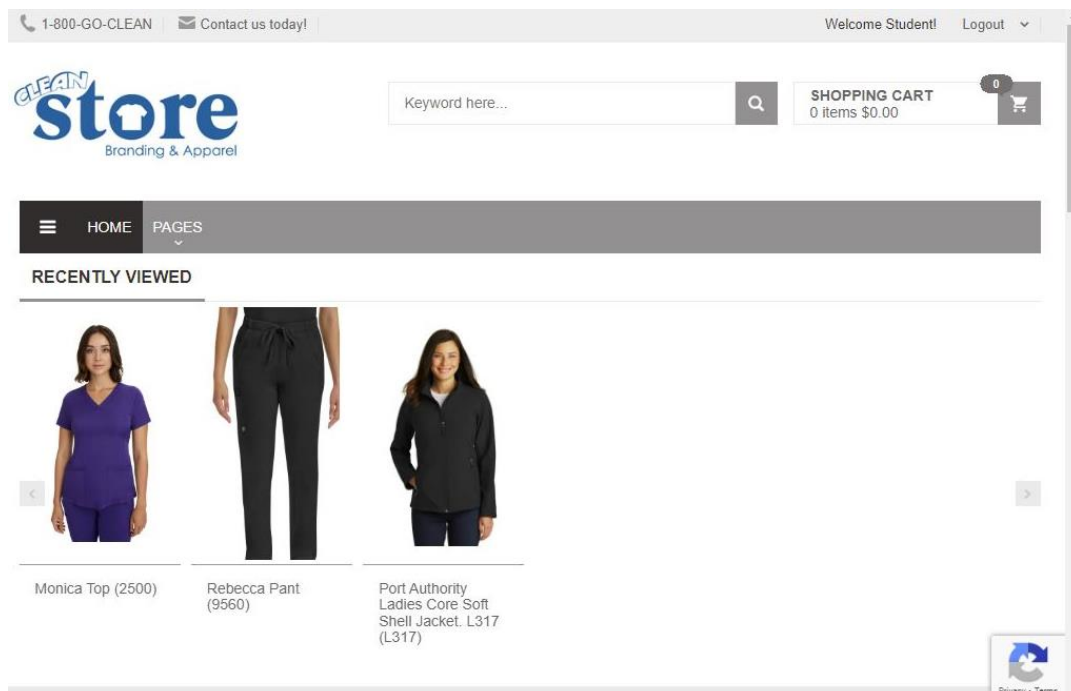 1-800-GO-CLEAN
Contact us today!
Welcome Student!
Logout
CLEAN
store
Branding & Apparel
Keyword here...
SHOPPING CART
0 items $0.00
0
HOME
PAGES
RECENTLY VIEWED
Monica Top (2500)
Rebecca Pant
(9560)
Port Authority
Ladies Core Soft
Shell Jacket. L317
(L317)
Privacy - Terms